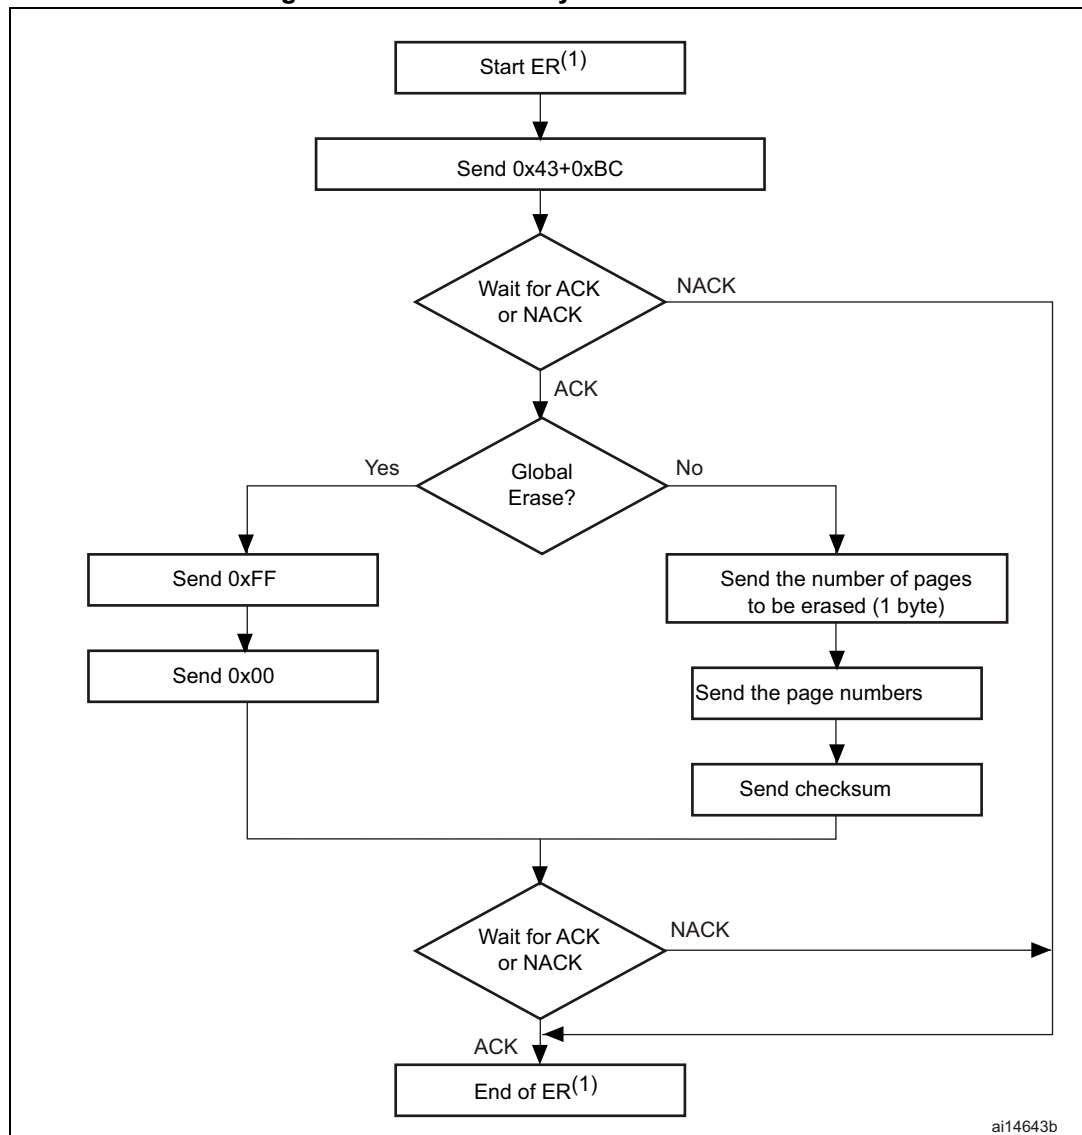 Start ER(1)
Send 0x43+0xBC
Wait for ACK
or NACK
NACK
ACK
Global
Erase?
Yes
No
Send 0xFF
Send 0x00
Send the number of pages
to be erased (1 byte)
Send the page numbers
Send checksum
Wait for ACK
or NACK
NACK
ACK
End of ER(1)
ai14643b